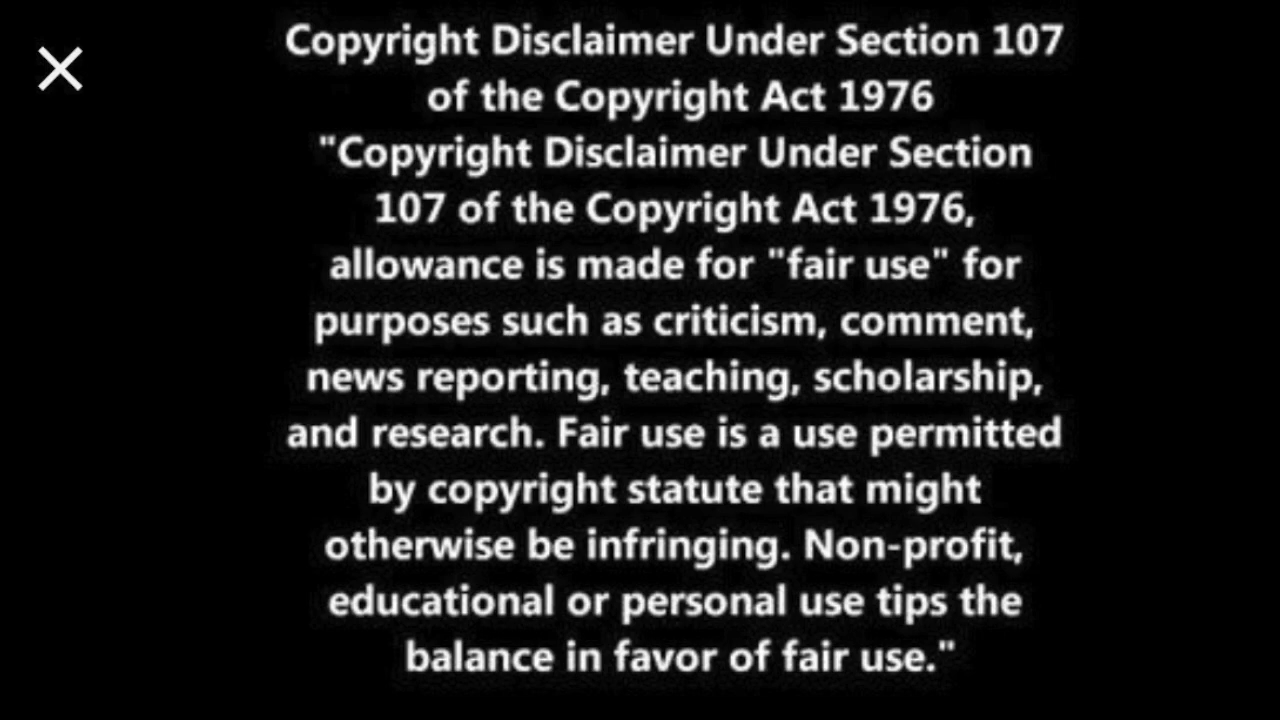 Copyright Disclaimer Under Section 107
of the Copyright Act 1976
"Copyright Disclaimer Under Section
107 of the Copyright Act 1976,
allowance is made for "fair use" for
purposes such as criticism, comment,
news reporting, teaching, scholarship,
and research. Fair use is a use permitted
by copyright statute that might
otherwise be infringing. Non-profit,
educational or personal use tips the
balance in favor of fair use."